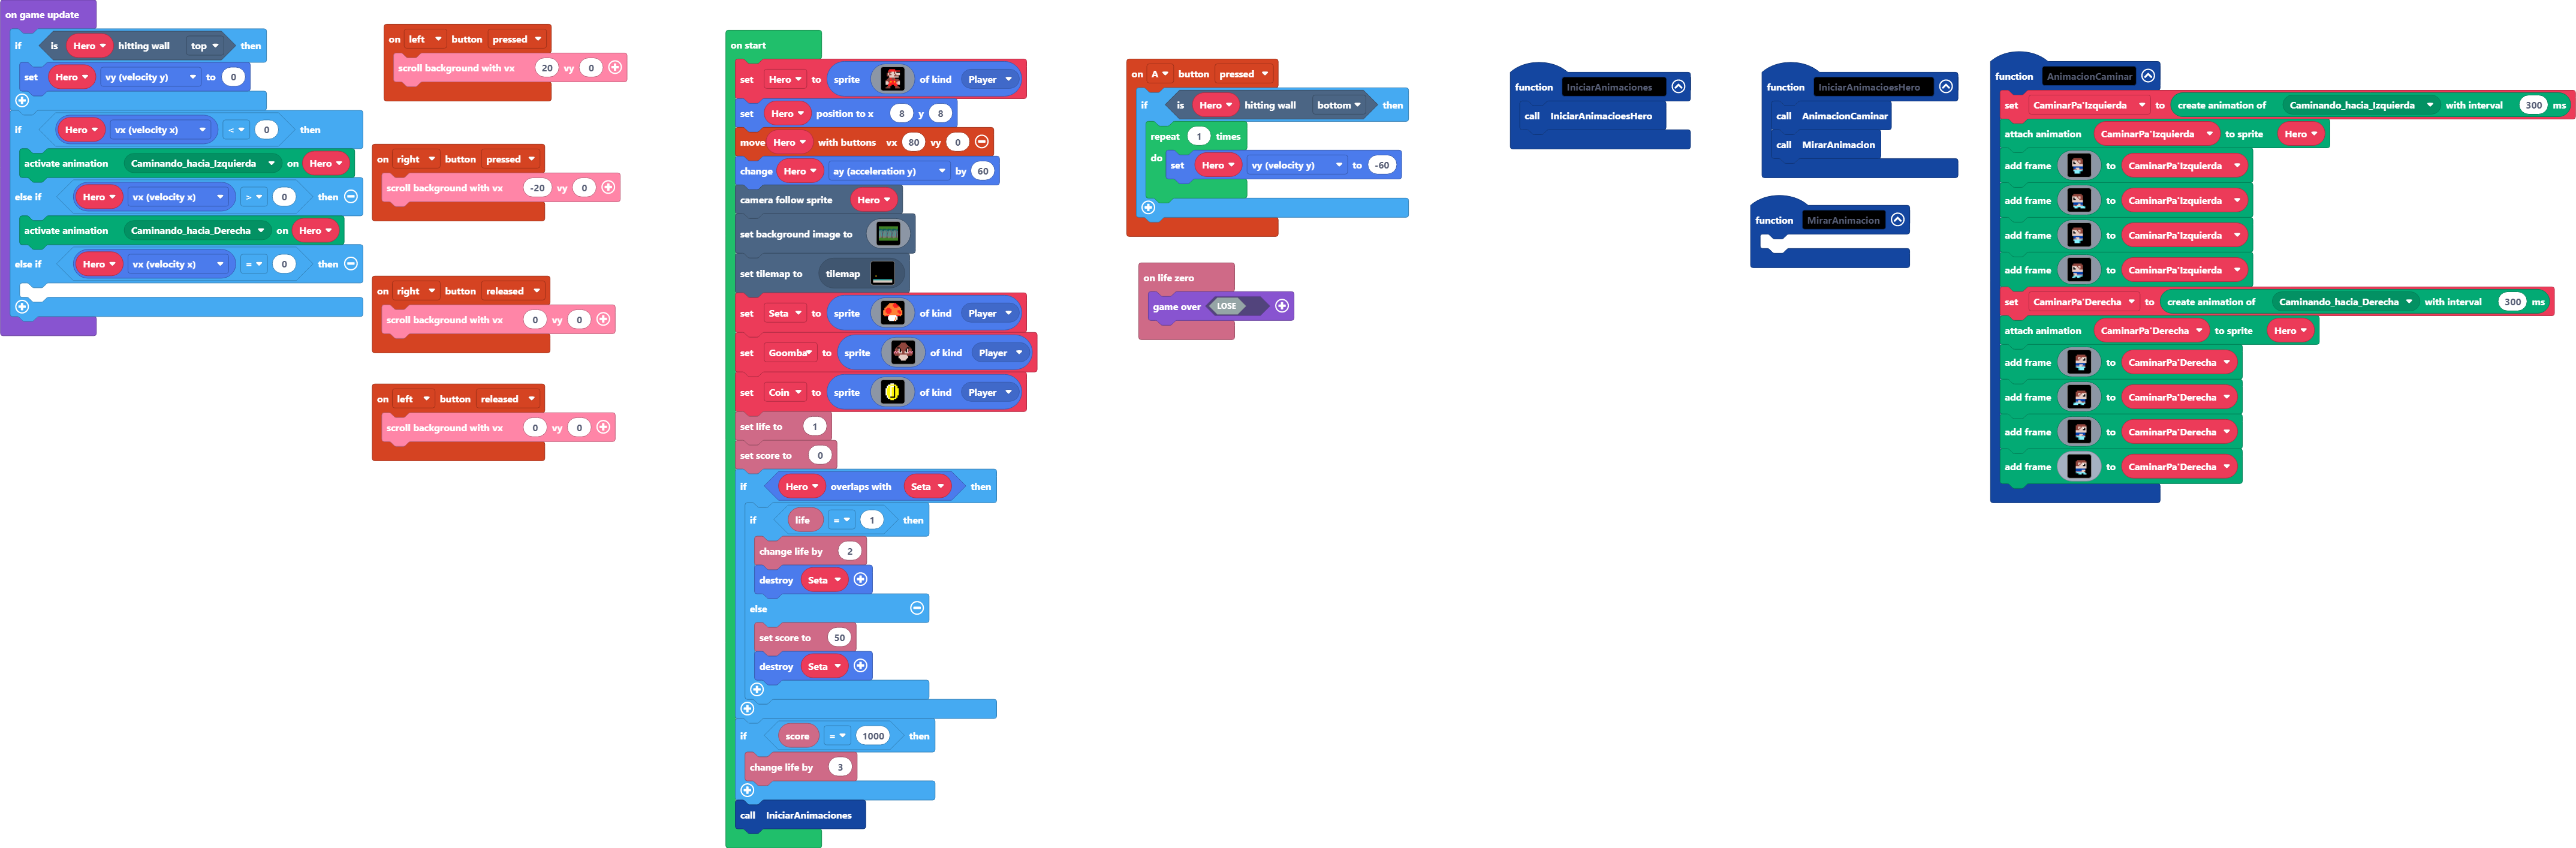 on game update
if is Hero hitting wall top then
set Hero vy (velocity y) to 0
if Hero vx (velocity x) < 0 then
activate animation Caminando_hacia_Izquierda on Hero
else if Hero vx (velocity x) > 0 then
activate animation Caminando_hacia_Derecha on Hero
else if Hero vx (velocity x) = 0 then
on left button pressed
scroll background with vx 20 vy 0
on right button pressed
scroll background with vx -20 vy 0
on right button released
scroll background with vx 0 vy 0
on left button released
scroll background with vx 0 vy 0
on start
set Hero to sprite of kind Player
set Hero position to x 8 y 8
move Hero with buttons vx 80 vy 0
change Hero ay (acceleration y) by 60
camera follow sprite Hero
set background image to
set tilemap to tilemap
set Seta to sprite of kind Player
set Goomba to sprite of kind Player
set Coin to sprite of kind Player
set life to 1
set score to 0
if Hero overlaps with Seta then
if life = 1 then
change life by 2
destroy Seta
else
set score to 50
destroy Seta
if score = 1000 then
change life by 3
call IniciarAnimaciones
on A button pressed
if is Hero hitting wall bottom then
repeat 1 times
do set Hero vy (velocity y) to -60
on life zero
game over LOSE
function IniciarAnimaciones
call IniciarAnimacioesHero
function IniciarAnimacioesHero
call AnimacionCaminar
call MirarAnimacion
function MirarAnimacion
function AnimacionCaminar
set CaminarPa'Izquierda to create animation of Caminando_hacia_Izquierda with interval 300 ms
attach animation CaminarPa'Izquierda to sprite Hero
add frame to CaminarPa'Izquierda
add frame to CaminarPa'Izquierda
add frame to CaminarPa'Izquierda
add frame to CaminarPa'Izquierda
set CaminarPa'Derecha to create animation of Caminando_hacia_Derecha with interval 300 ms
attach animation CaminarPa'Derecha to sprite Hero
add frame to CaminarPa'Derecha
add frame to CaminarPa'Derecha
add frame to CaminarPa'Derecha
add frame to CaminarPa'Derecha